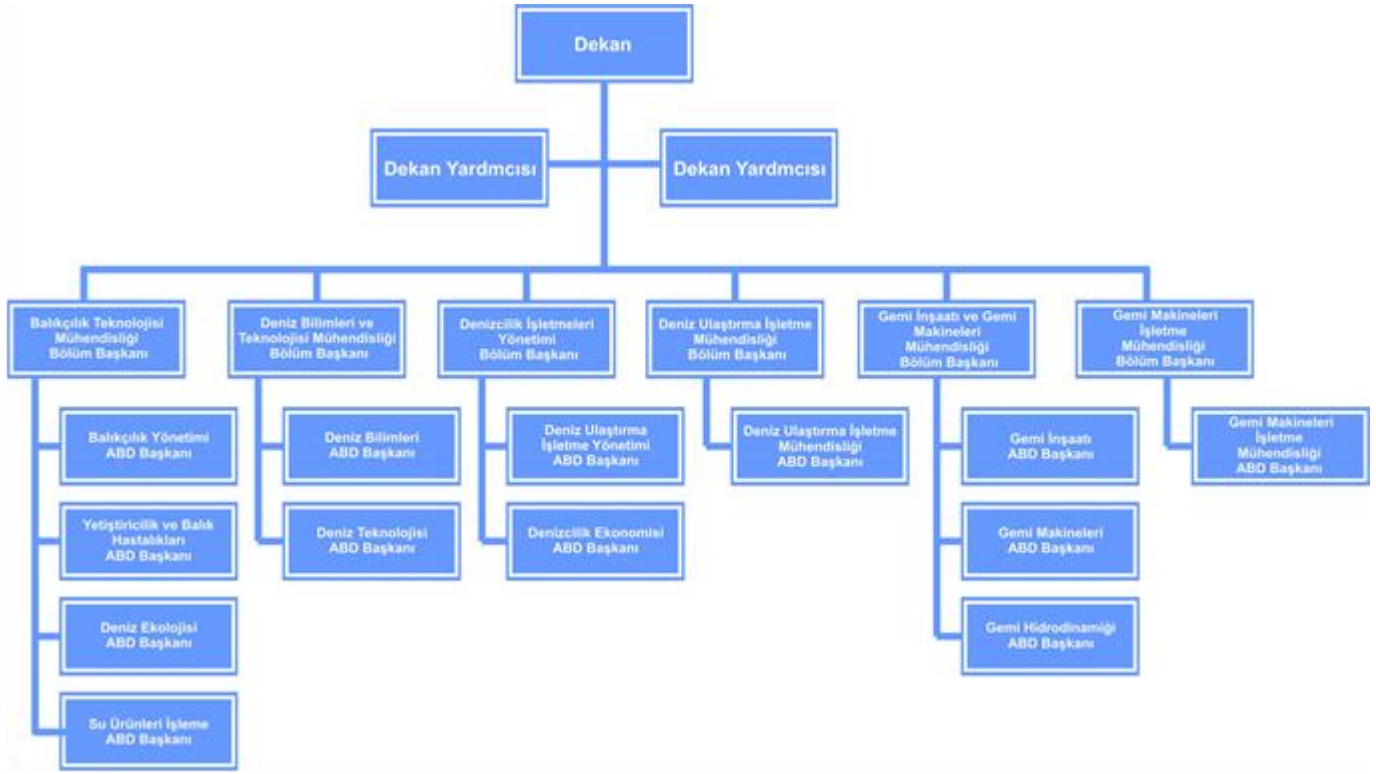 Dekan
Dekan Yardmcısı
Dekan Yardmcısı
Balıkçılık Teknolojisi
Mühendisliği
Bölüm Başkanı
Deniz Bilimleri ve
Teknolojisi Mühendisliği
Bölüm Başkanı
Denizcilik İşletmeleri
Yönetimi
Bölüm Başkanı
Deniz Ulaştırma İşletme
Mühendisliği
Bölüm Başkanı
Gemi İnşaatı ve Gemi
Makineleri
Mühendisliği
Bölüm Başkanı
Gemi Makineleri
İşletme
Mühendisliği
Bölüm Başkanı
Balıkçılık Yönetimi
ABD Başkanı
Deniz Bilimleri
ABD Başkanı
Deniz Ulaştırma
İşletme Yönetimi
ABD Başkanı
Deniz Ulaştırma İşletme
Mühendisliği
ABD Başkanı
Gemi İnşaatı
ABD Başkanı
Gemi Makineleri
İşletme
Mühendisliği
ABD Başkanı
Yetiştiricilik ve Balık
Hastalıkları
ABD Başkanı
Deniz Teknolojisi
ABD Başkanı
Denizcilik Ekonomisi
ABD Başkanı
Gemi Makineleri
ABD Başkanı
Deniz Ekolojisi
ABD Başkanı
Gemi Hidrodinamiği
ABD Başkanı
Su Ürünleri İşleme
ABD Başkanı